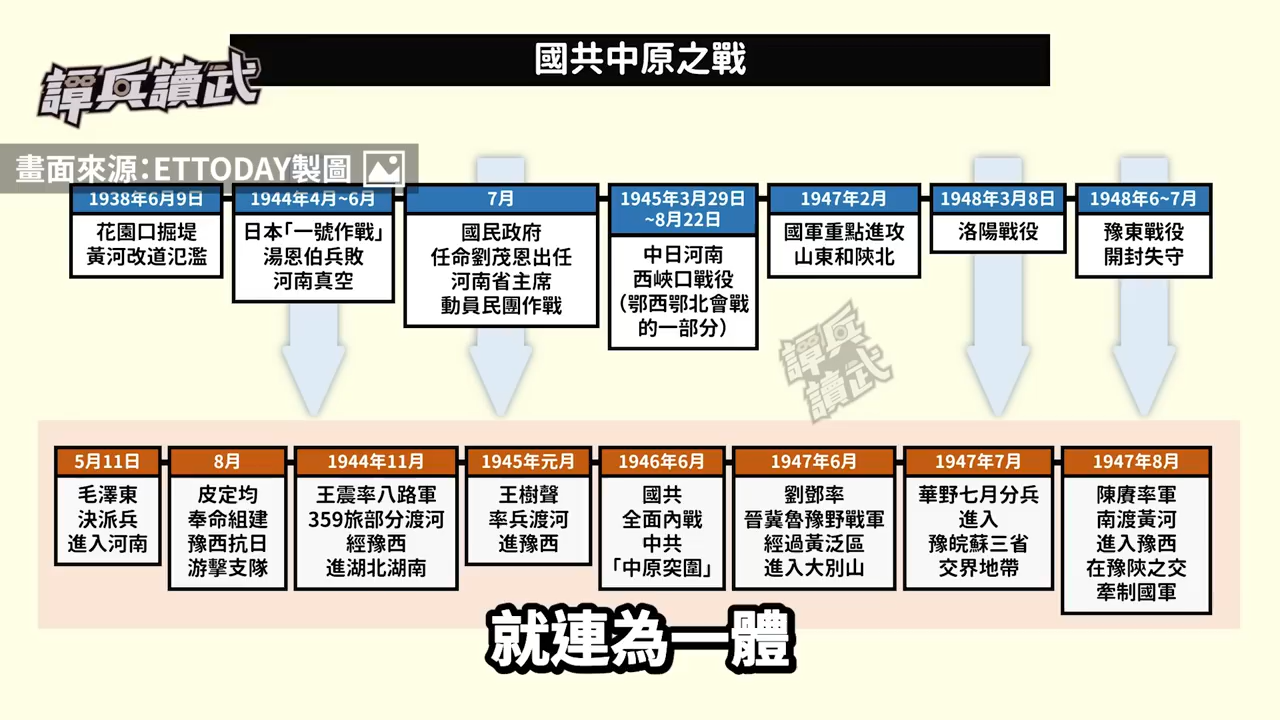 國共中原之戰
譚兵讀武
畫面來源:ETTODAY製圖
1938年6月9日
花園口掘堤
黃河改道氾濫
1944年4月~6月
日本「一號作戰」
湯恩伯兵敗
河南真空
7月
國民政府
任命劉茂恩出任
河南省主席
動員民團作戰
1945年3月29日
~8月22日
中日河南
西峽口戰役
(鄂西鄂北會戰
的一部分)
1947年2月
國軍重點進攻
山東和陝北
1948年3月8日
洛陽戰役
1948年6~7月
豫東戰役
開封失守
譚兵
讀武
5月11日
毛澤東
決派兵
進入河南
8月
皮定均
奉命組建
豫西抗日
游擊支隊
1944年11月
王震率八路軍
359旅部分渡河
經豫西
進湖北湖南
1945年元月
王樹聲
率兵渡河
進豫西
1946年6月
國共
全面內戰
中共
「中原突圍」
1947年6月
劉鄧率
晉冀魯豫野戰軍
經過黃泛區
進入大別山
1947年7月
華野七月分兵
進入
豫皖蘇三省
交界地帶
1947年8月
陳賡率軍
南渡黃河
進入豫西
在豫陝之交
牽制國軍
就連為一體